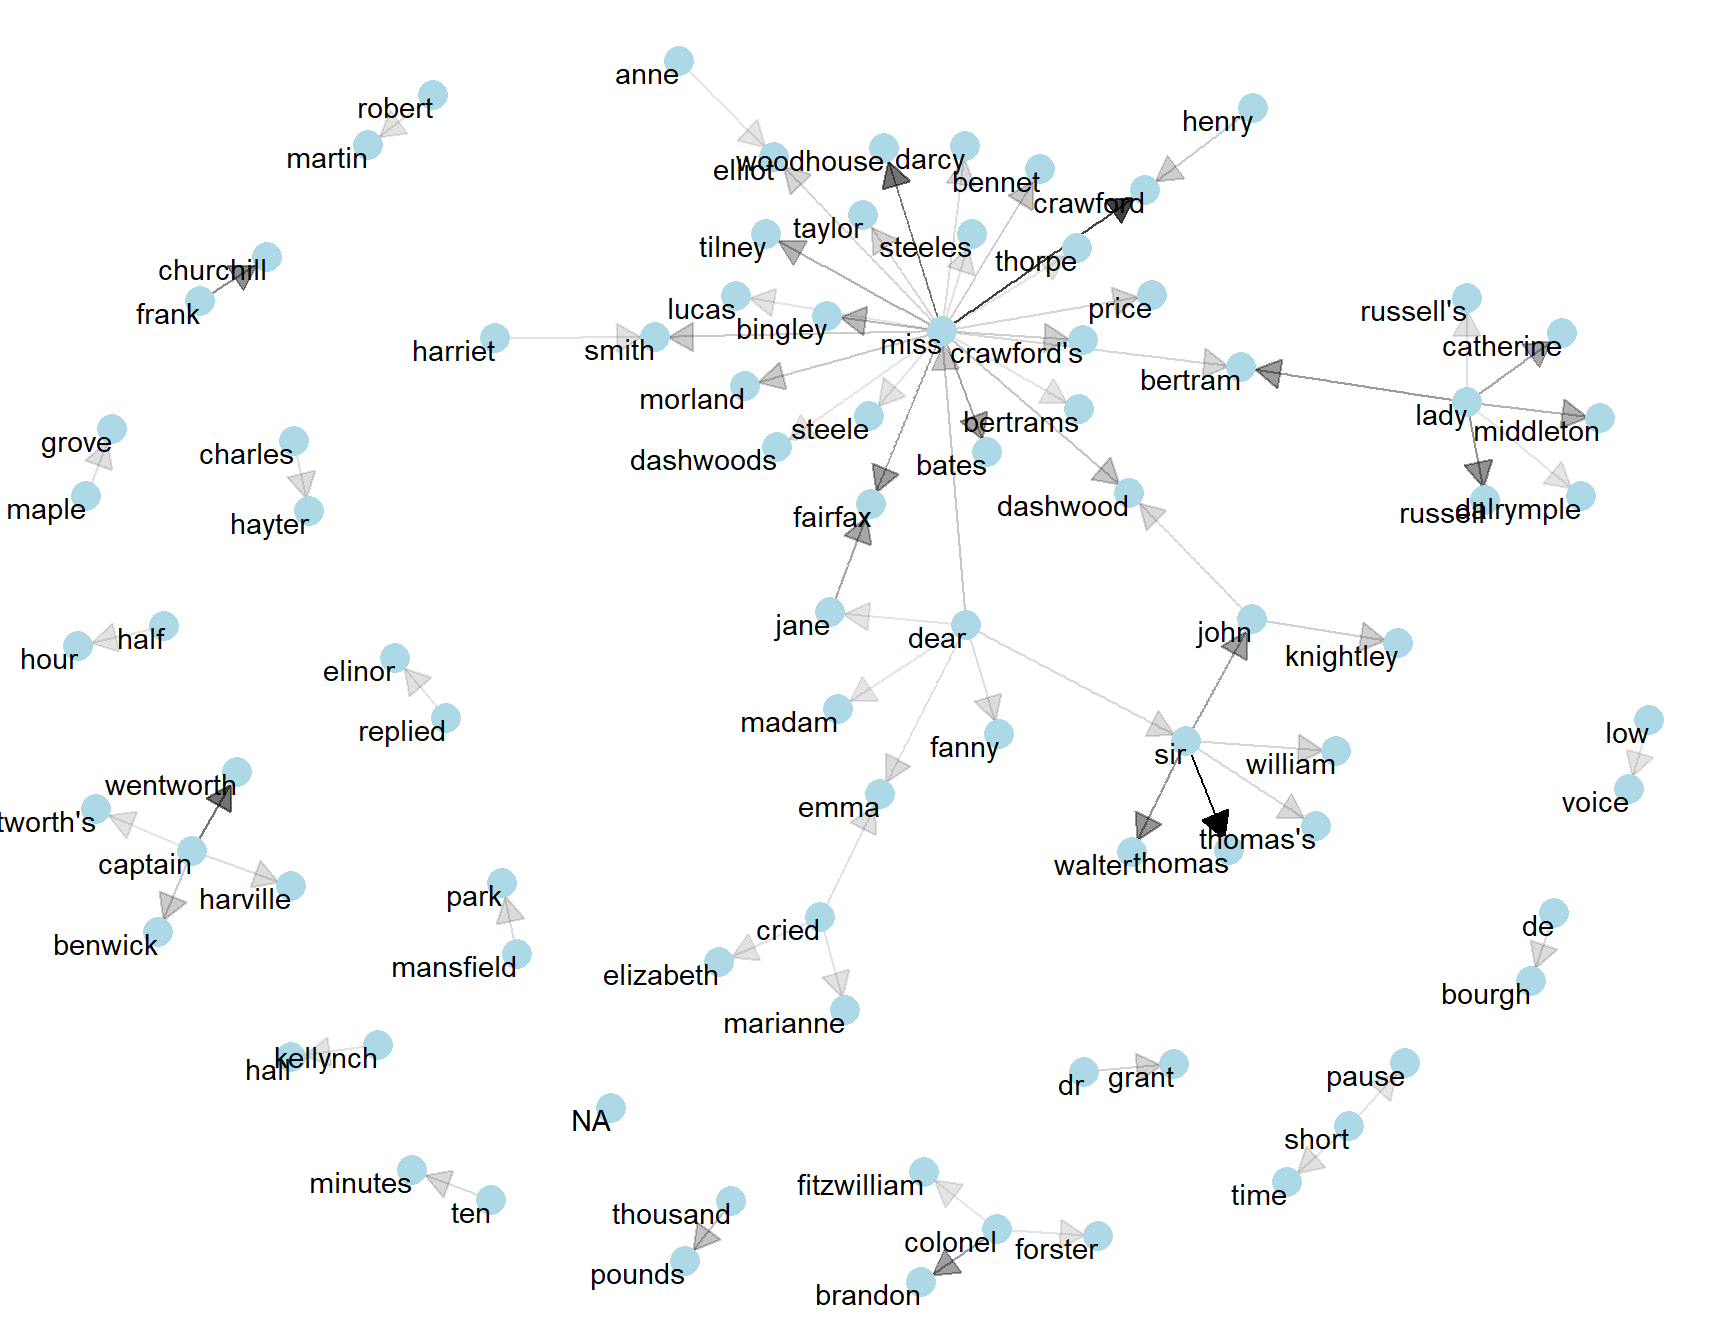 anne
robert
henry
martin
elliot
woodhouse
darcy
bennet
crawford
tilney
taylor
steeles
thorpe
churchill
frank
lucas
bingley
price
russell's
harriet
smith
miss
crawford's
catherine
bertram
morland
lady
middleton
grove
charles
dashwoods
steele
bertrams
bates
maple
hayter
fairfax
dashwood
russell
dalrymple
hour
half
jane
dear
john
knightley
elinor
replied
madam
fanny
sir
william
low
wentworth
tworth's
captain
harville
benwick
emma
walter
thomas
thomas's
voice
park
mansfield
cried
elizabeth
marianne
de
bourgh
hall
kellynch
dr
grant
pause
NA
short
time
minutes
ten
thousand
pounds
fitzwilliam
colonel
forster
brandon